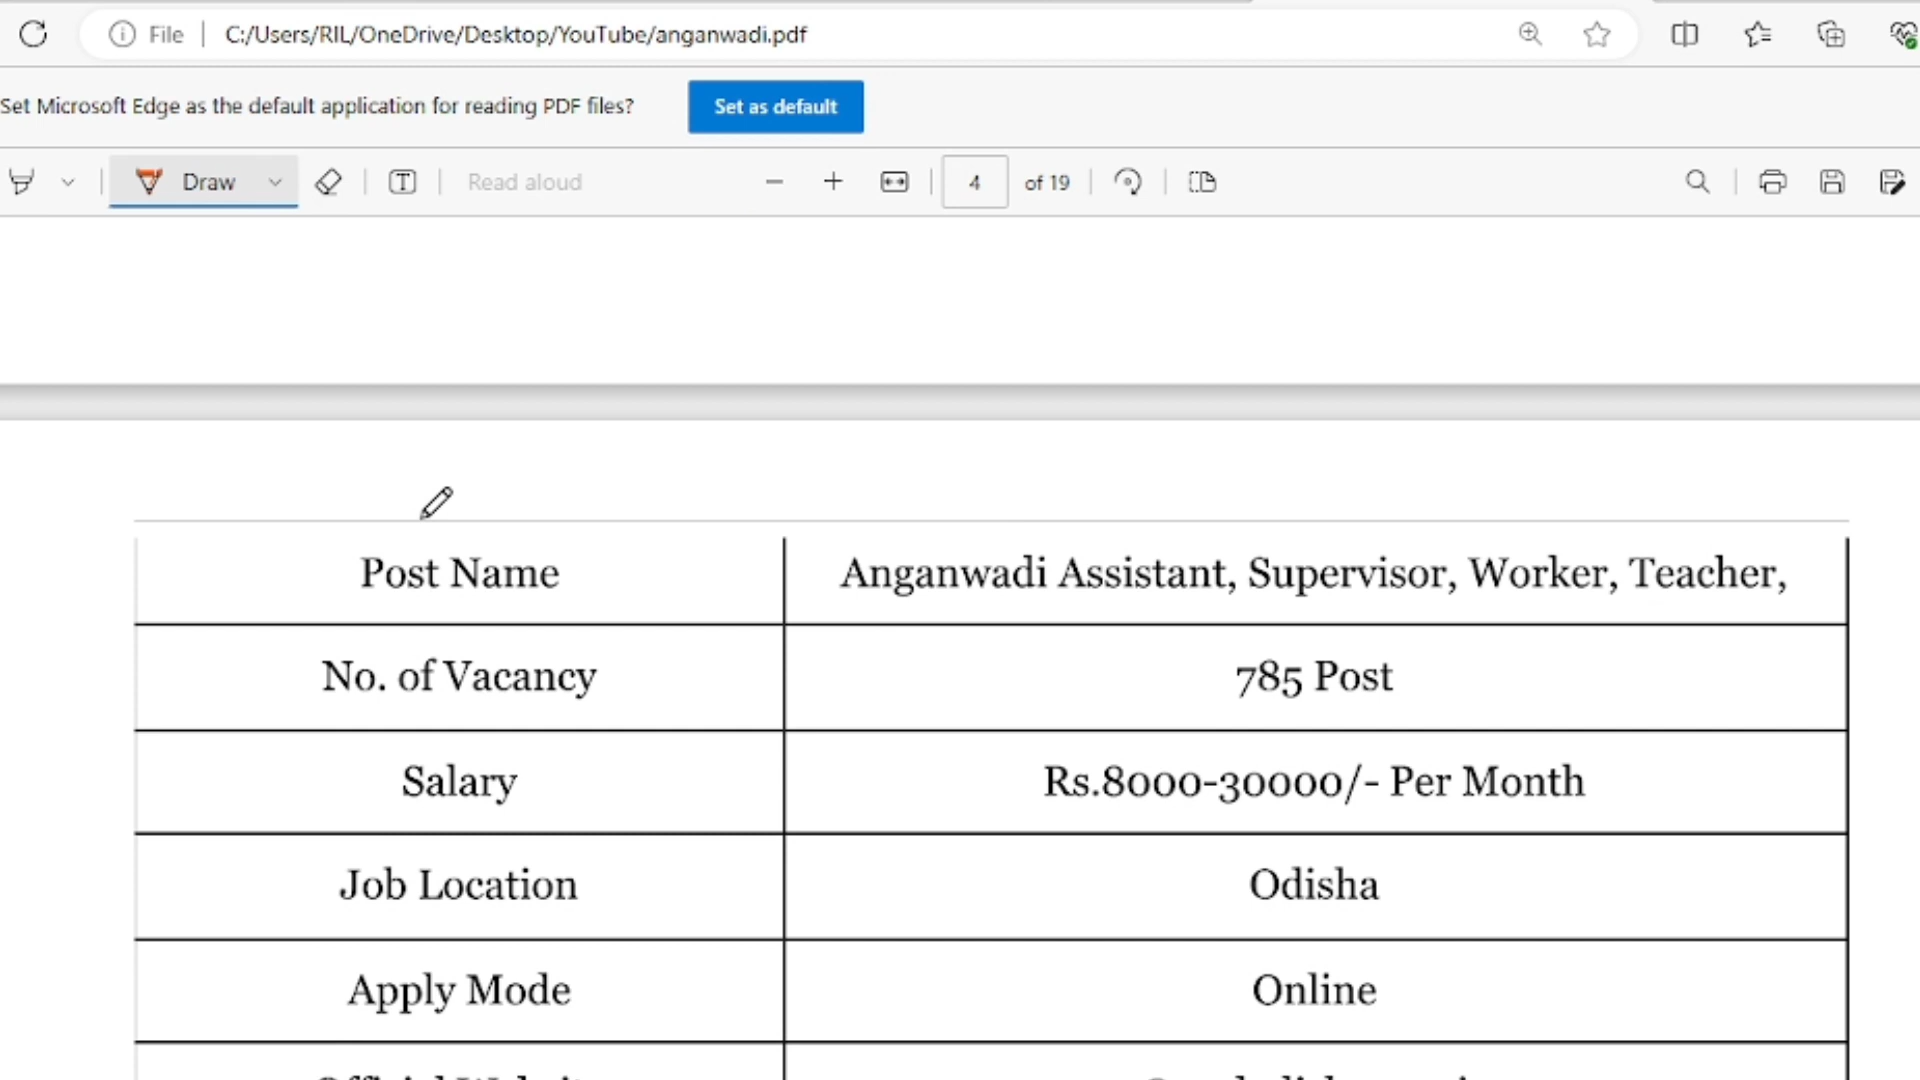 File C:/Users/RIL/OneDrive/Desktop/YouTube/anganwadi.pdf
Set Microsoft Edge as the default application for reading PDF files? Set as default
Draw T Read aloud 4 of 19
Post Name Anganwadi Assistant, Supervisor, Worker, Teacher,
No. of Vacancy 785 Post
Salary Rs.8000-30000/- Per Month
Job Location Odisha
Apply Mode Online